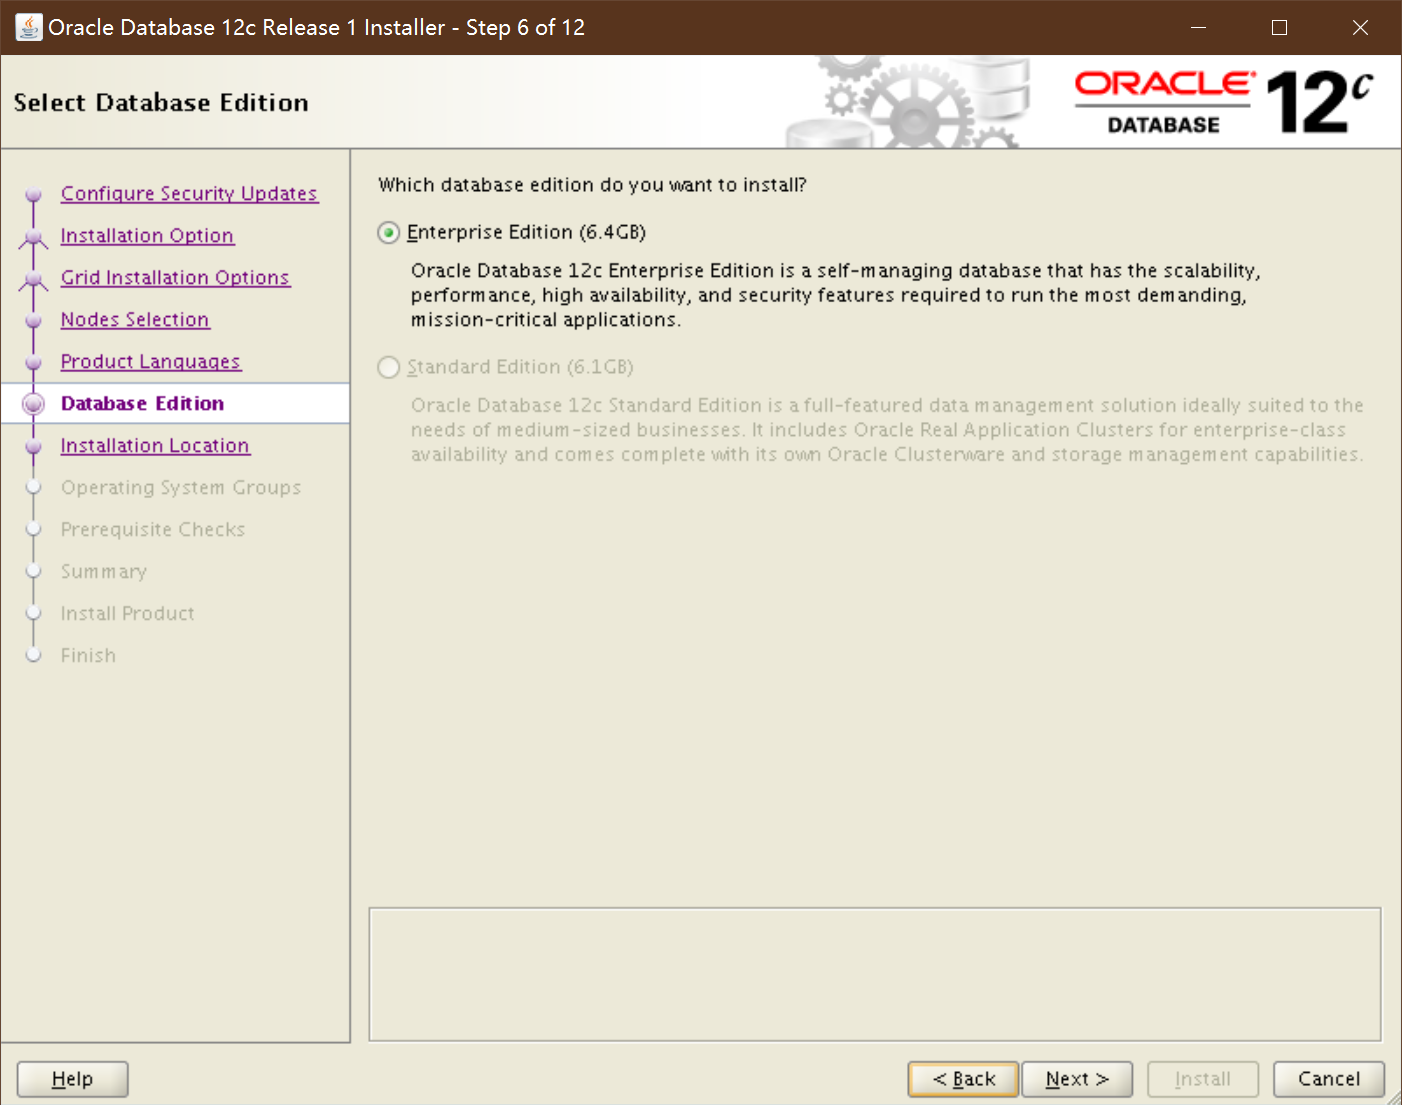 Oracle Database 12c Release 1 Installer - Step 6 of 12
Select Database Edition
ORACLE®
DATABASE
12c
Configure Security Updates
Installation Option
Grid Installation Options
Nodes Selection
Product Languages
Database Edition
Installation Location
Operating System Groups
Prerequisite Checks
Summary
Install Product
Finish
Which database edition do you want to install?
Enterprise Edition (6.4GB)
Oracle Database 12c Enterprise Edition is a self-managing database that has the scalability,
performance, high availability, and security features required to run the most demanding,
mission-critical applications.
Standard Edition (6.1GB)
Oracle Database 12c Standard Edition is a full-featured data management solution ideally suited to the
needs of medium-sized businesses. It includes Oracle Real Application Clusters for enterprise-class
availability and comes complete with its own Oracle Clusterware and storage management capabilities.
Help
< Back
Next >
Install
Cancel